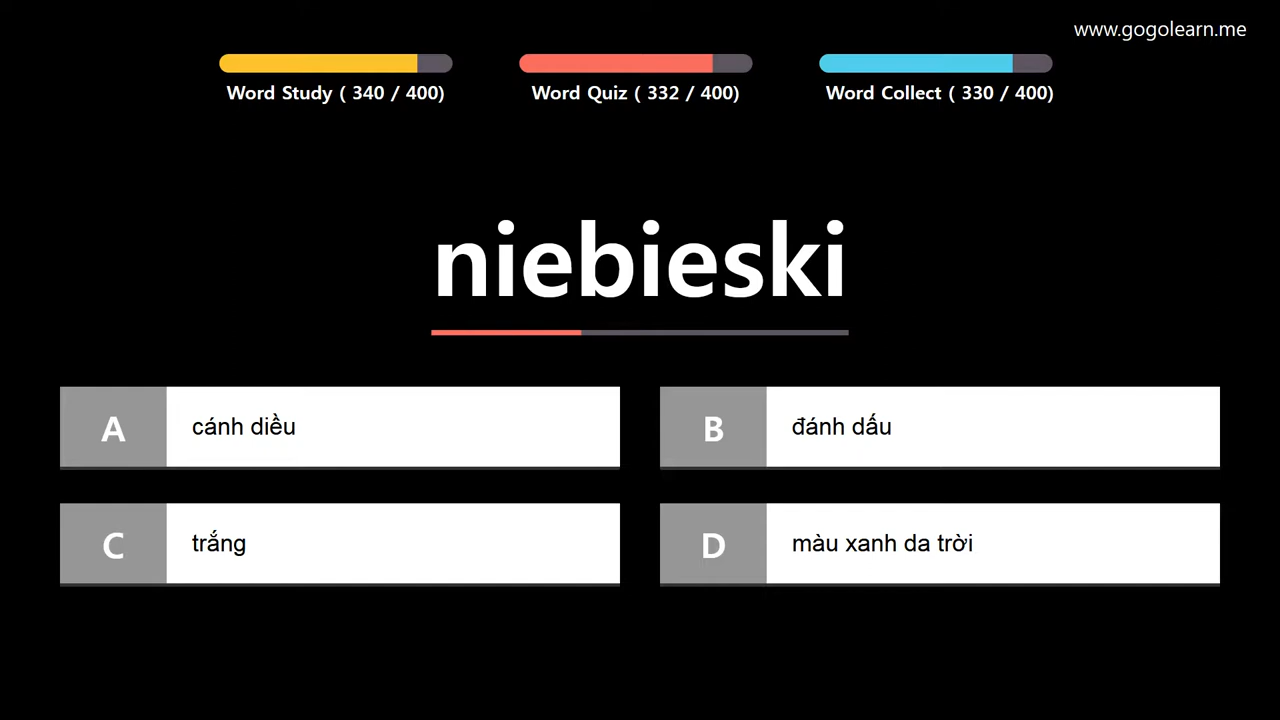 www.gogolearn.me
Word Study ( 340 / 400)
Word Quiz ( 332 / 400)
Word Collect ( 330 / 400)
niebieski
A
cánh diều
B
đánh dấu
C
trắng
D
màu xanh da trời